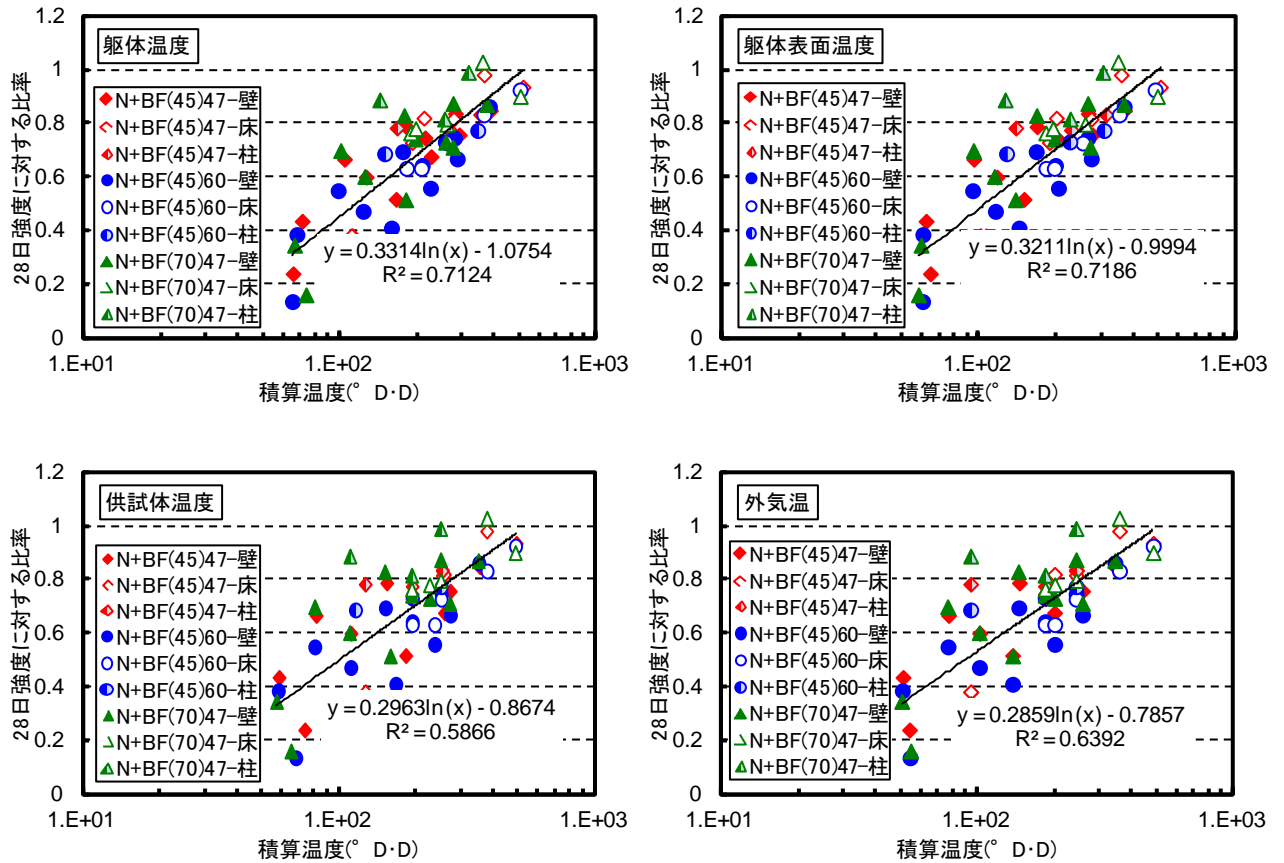 躯体温度
28日強度に対する比率
1.2
1
0.8
0.6
0.4
0.2
0
N+BF(45)47-壁
N+BF(45)47-床
N+BF(45)47-柱
N+BF(45)60-壁
N+BF(45)60-床
N+BF(45)60-柱
N+BF(70)47-壁
N+BF(70)47-床
N+BF(70)47-柱
y = 0.3314ln(x) - 1.0754
R² = 0.7124
1.E+01 1.E+02 1.E+03
積算温度(° D・D)
躯体表面温度
28日強度に対する比率
1.2
1
0.8
0.6
0.4
0.2
0
N+BF(45)47-壁
N+BF(45)47-床
N+BF(45)47-柱
N+BF(45)60-壁
N+BF(45)60-床
N+BF(45)60-柱
N+BF(70)47-壁
N+BF(70)47-床
N+BF(70)47-柱
y = 0.3211ln(x) - 0.9994
R² = 0.7186
1.E+01 1.E+02 1.E+03
積算温度(° D・D)
供試体温度
28日強度に対する比率
1.2
1
0.8
0.6
0.4
0.2
0
N+BF(45)47-壁
N+BF(45)47-床
N+BF(45)47-柱
N+BF(45)60-壁
N+BF(45)60-床
N+BF(45)60-柱
N+BF(70)47-壁
N+BF(70)47-床
N+BF(70)47-柱
y = 0.2963ln(x) - 0.8674
R² = 0.5866
1.E+01 1.E+02 1.E+03
積算温度(° D・D)
外気温
28日強度に対する比率
1.2
1
0.8
0.6
0.4
0.2
0
N+BF(45)47-壁
N+BF(45)47-床
N+BF(45)47-柱
N+BF(45)60-壁
N+BF(45)60-床
N+BF(45)60-柱
N+BF(70)47-壁
N+BF(70)47-床
N+BF(70)47-柱
y = 0.2859ln(x) - 0.7857
R² = 0.6392
1.E+01 1.E+02 1.E+03
積算温度(° D・D)